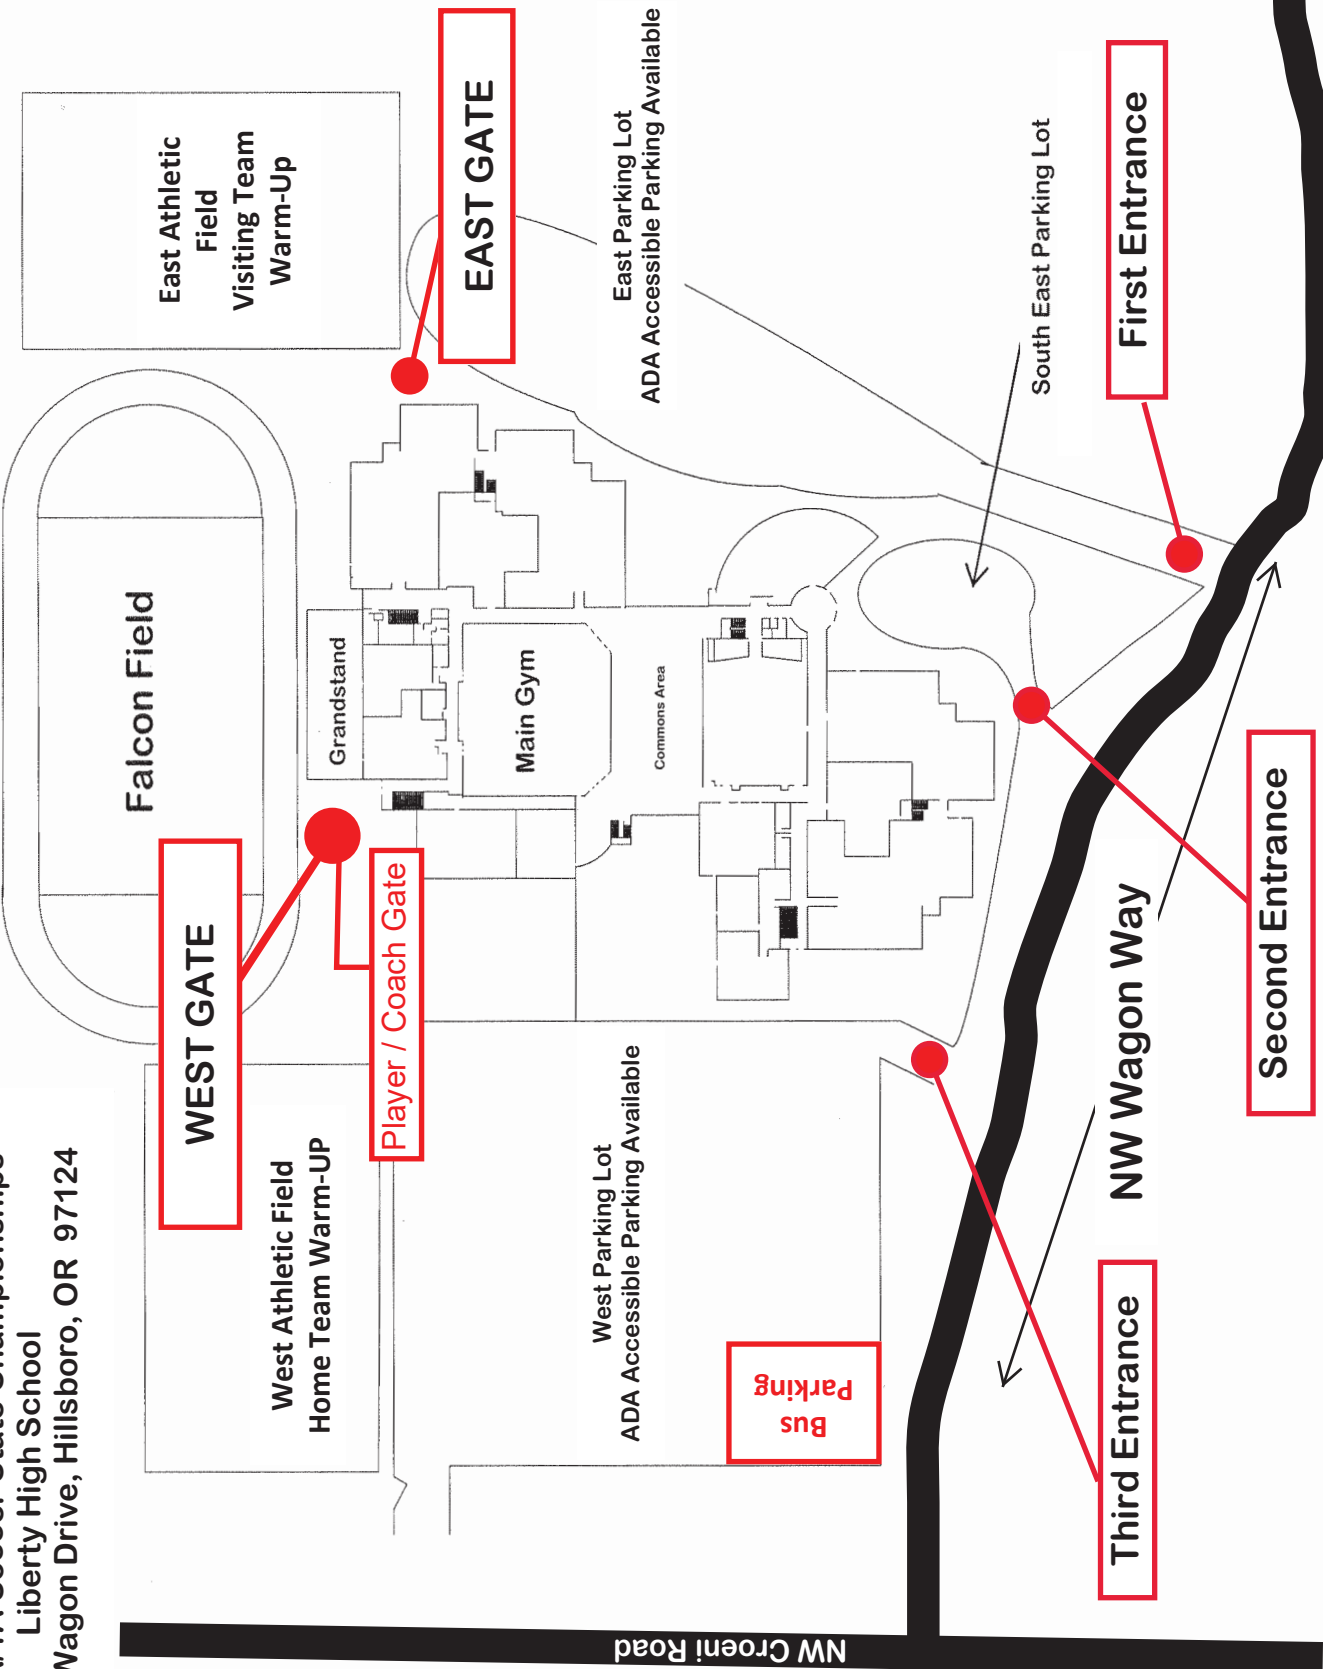 Soccer State Championships
Liberty High School
Wagon Drive, Hillsboro, OR 97124
WEST GATE
Player / Coach Gate
Falcon Field
East Athletic
Field
Visiting Team
Warm-Up
EAST GATE
Grandstand
Main Gym
Commons Area
West Athletic Field
Home Team Warm-UP
West Parking Lot
ADA Accessible Parking Available
East Parking Lot
ADA Accessible Parking Available
South East Parking Lot
Bus
Parking
First Entrance
Second Entrance
Third Entrance
NW Wagon Way
NW Croeni Road